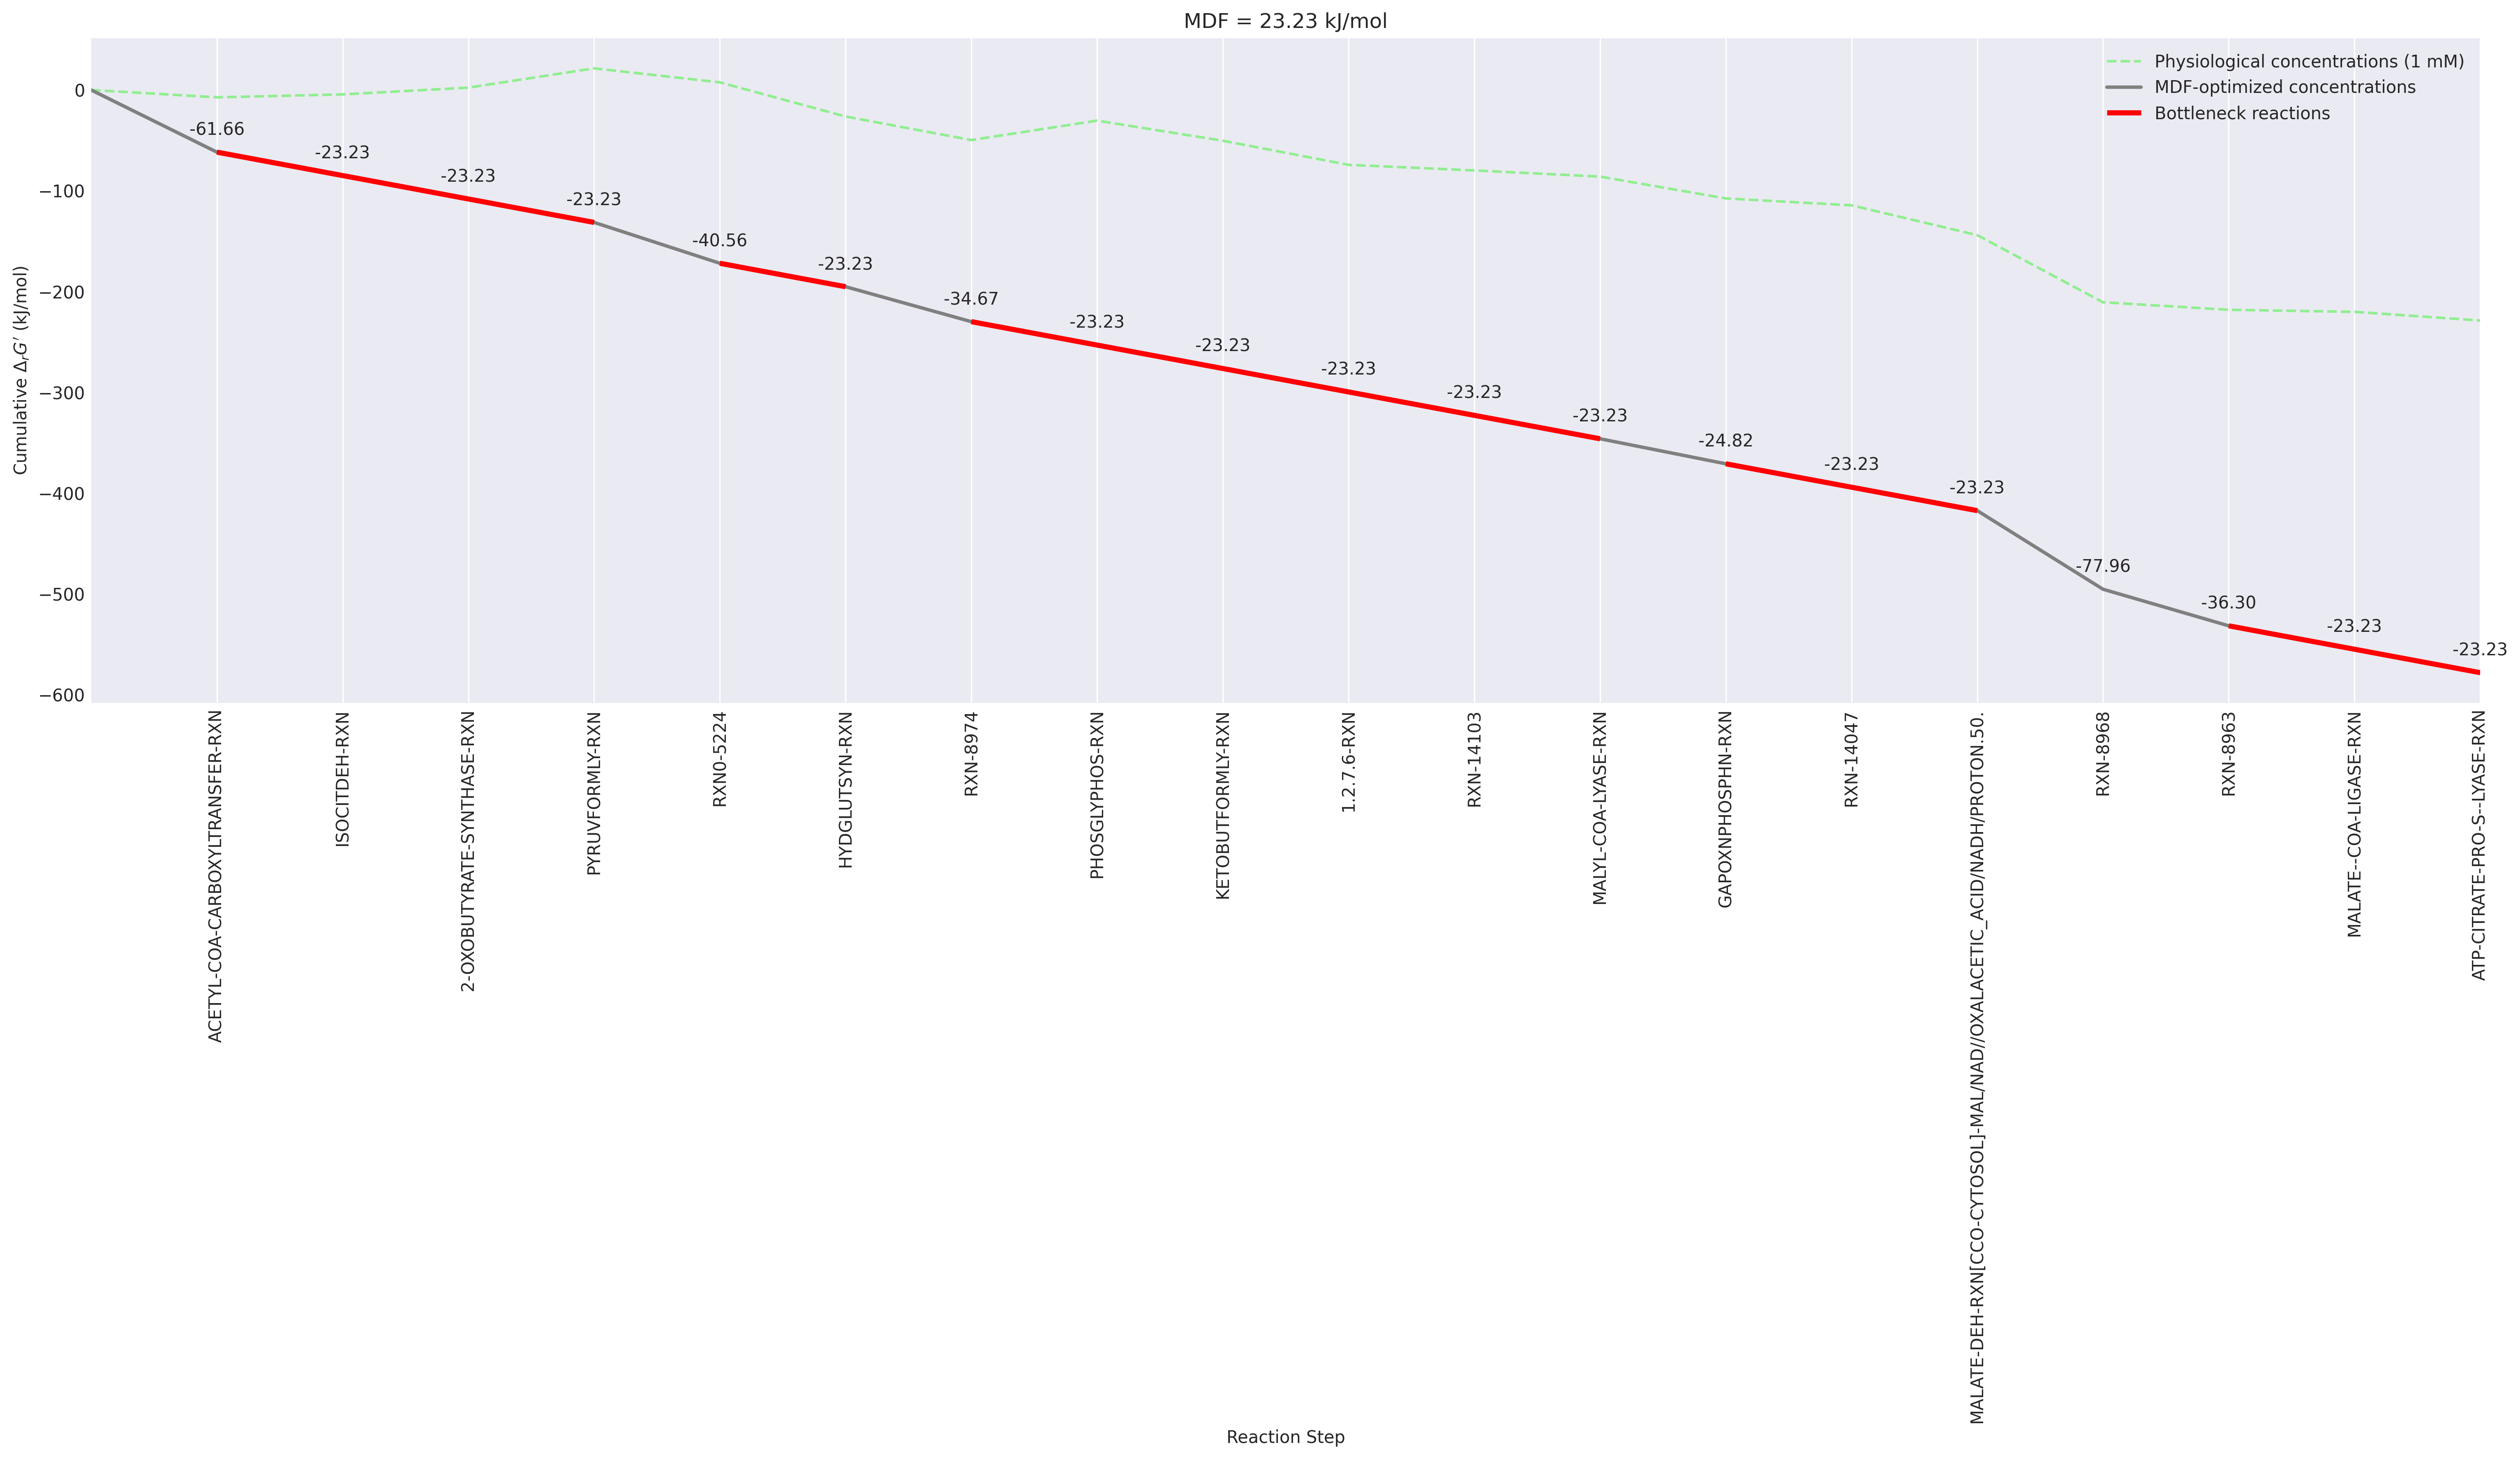 MDF = 23.23 kJ/mol
Physiological concentrations (1 mM)
MDF-optimized concentrations
Bottleneck reactions
Cumulative ΔrG′ (kJ/mol)
0
−100
−200
−300
−400
−500
−600
-61.66
-23.23
-23.23
-23.23
-40.56
-23.23
-34.67
-23.23
-23.23
-23.23
-23.23
-23.23
-24.82
-23.23
-23.23
-77.96
-36.30
-23.23
-23.23
ACETYL-COA-CARBOXYLTRANSFER-RXN
ISOCITDEH-RXN
2-OXOBUTYRATE-SYNTHASE-RXN
PYRUVFORMLY-RXN
RXN0-5224
HYDGLUTSYN-RXN
RXN-8974
PHOSGLYPHOS-RXN
KETOBUTFORMLY-RXN
1.2.7.6-RXN
RXN-14103
MALYL-COA-LYASE-RXN
GAPOXNPHOSPHN-RXN
RXN-14047
MALATE-DEH-RXN[CCO-CYTOSOL]-MAL/NAD//OXALACETIC_ACID/NADH/PROTON.50.
RXN-8968
RXN-8963
MALATE--COA-LIGASE-RXN
ATP-CITRATE-PRO-S--LYASE-RXN
Reaction Step